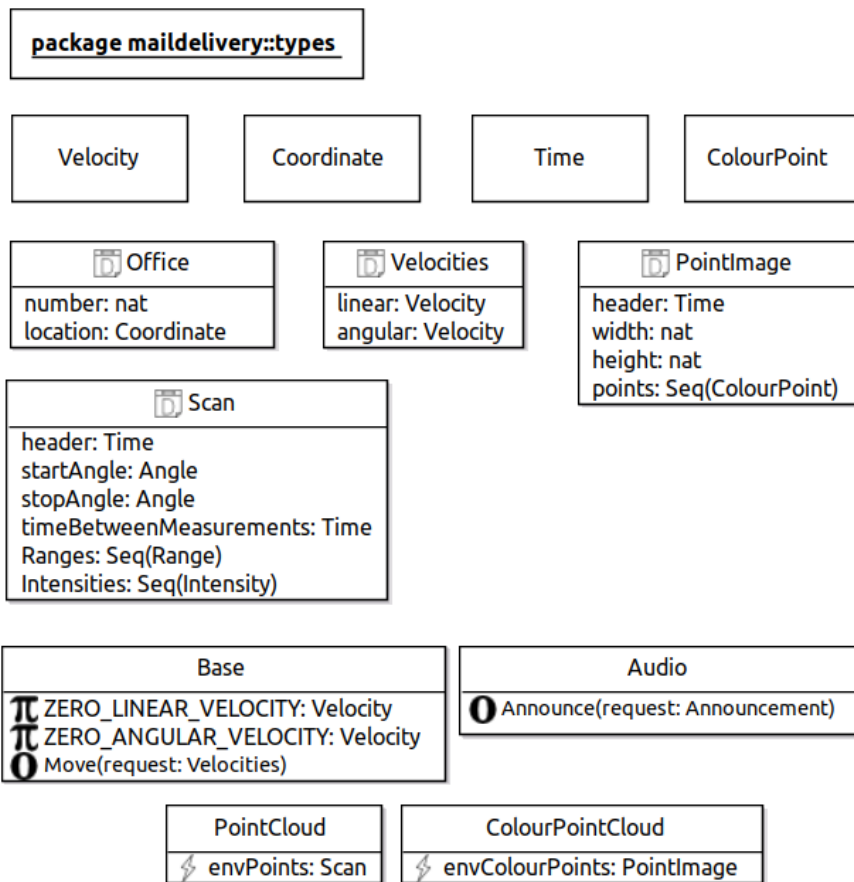 package maildelivery::types
Velocity
Coordinate
Time
ColourPoint
Office
number: nat
location: Coordinate
Velocities
linear: Velocity
angular: Velocity
PointImage
header: Time
width: nat
height: nat
points: Seq(ColourPoint)
Scan
header: Time
startAngle: Angle
stopAngle: Angle
timeBetweenMeasurements: Time
Ranges: Seq(Range)
Intensities: Seq(Intensity)
Base
π ZERO_LINEAR_VELOCITY: Velocity
π ZERO_ANGULAR_VELOCITY: Velocity
O Move(request: Velocities)
Audio
O Announce(request: Announcement)
PointCloud
envPoints: Scan
ColourPointCloud
envColourPoints: PointImage